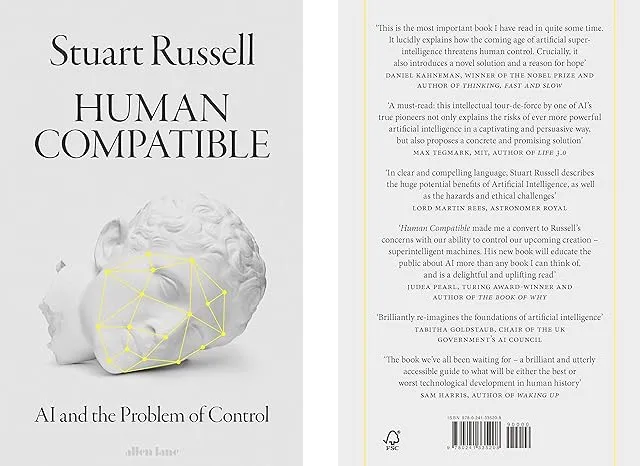 Stuart Russell
HUMAN
COMPATIBLE
AI and the Problem of Control
allen lane
‘This is the most important book I have read in quite some time.
It lucidly explains how the coming age of artificial super-
intelligence threatens human control. Crucially, it
also introduces a novel solution and a reason for hope’
DANIEL KAHNEMAN, WINNER OF THE NOBEL PRIZE AND
AUTHOR OF THINKING, FAST AND SLOW
‘A must-read: this intellectual tour-de-force by one of AI’s
true pioneers not only explains the risks of ever more powerful
artificial intelligence in a captivating and persuasive way,
but also proposes a concrete and promising solution’
MAX TEGMARK, MIT, AUTHOR OF LIFE 3.0
‘In clear and compelling language, Stuart Russell describes
the huge potential benefits of Artificial Intelligence, as well
as the hazards and ethical challenges’
LORD MARTIN REES, ASTRONOMER ROYAL
‘Human Compatible made me a convert to Russell’s
concerns with our ability to control our upcoming creation –
superintelligent machines. His new book will educate the
public about AI more than any book I can think of,
and is a delightful and uplifting read’
JUDEA PEARL, TURING AWARD-WINNER AND
AUTHOR OF THE BOOK OF WHY
‘Brilliantly re-imagines the foundations of artificial intelligence’
TABITHA GOLDSTAUB, CHAIR OF THE UK
GOVERNMENT’S AI COUNCIL
‘The book we’ve all been waiting for – a brilliant and utterly
accessible guide to what will be either the best or
worst technological development in human history’
SAM HARRIS, AUTHOR OF WAKING UP
ISBN 978-0-241-33520-8
90000
9 780241 335208
FSC